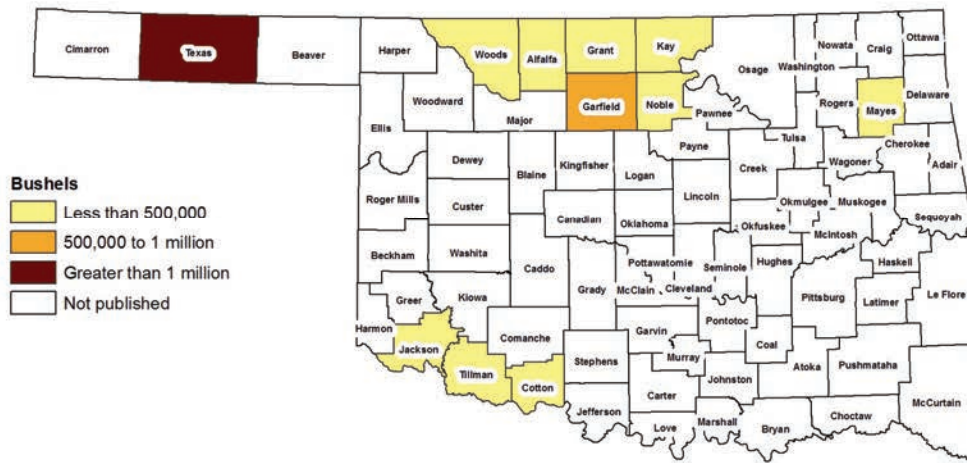 Cimarron
Texas
Beaver
Harper
Woods
Alfalfa
Grant
Kay
Osage
Washington
Nowata
Craig
Ottawa
Woodward
Major
Garfield
Noble
Pawnee
Rogers
Mayes
Delaware
Ellis
Dewey
Blaine
Kingfisher
Logan
Payne
Creek
Tulsa
Wagoner
Cherokee
Adair
Bushels
Less than 500,000
500,000 to 1 million
Greater than 1 million
Not published
Roger Mills
Custer
Canadian
Oklahoma
Lincoln
Okfuskee
Okmulgee
Muskogee
McIntosh
Sequoyah
Beckham
Washita
Caddo
Grady
McClain
Pottawatomie
Cleveland
Seminole
Hughes
Pittsburg
Haskell
Latimer
Le Flore
Greer
Kiowa
Harmon
Jackson
Tillman
Comanche
Cotton
Stephens
Garvin
Murray
Pontotoc
Coal
Atoka
Pushmataha
McCurtain
Jefferson
Carter
Johnston
Love
Marshall
Bryan
Choctaw